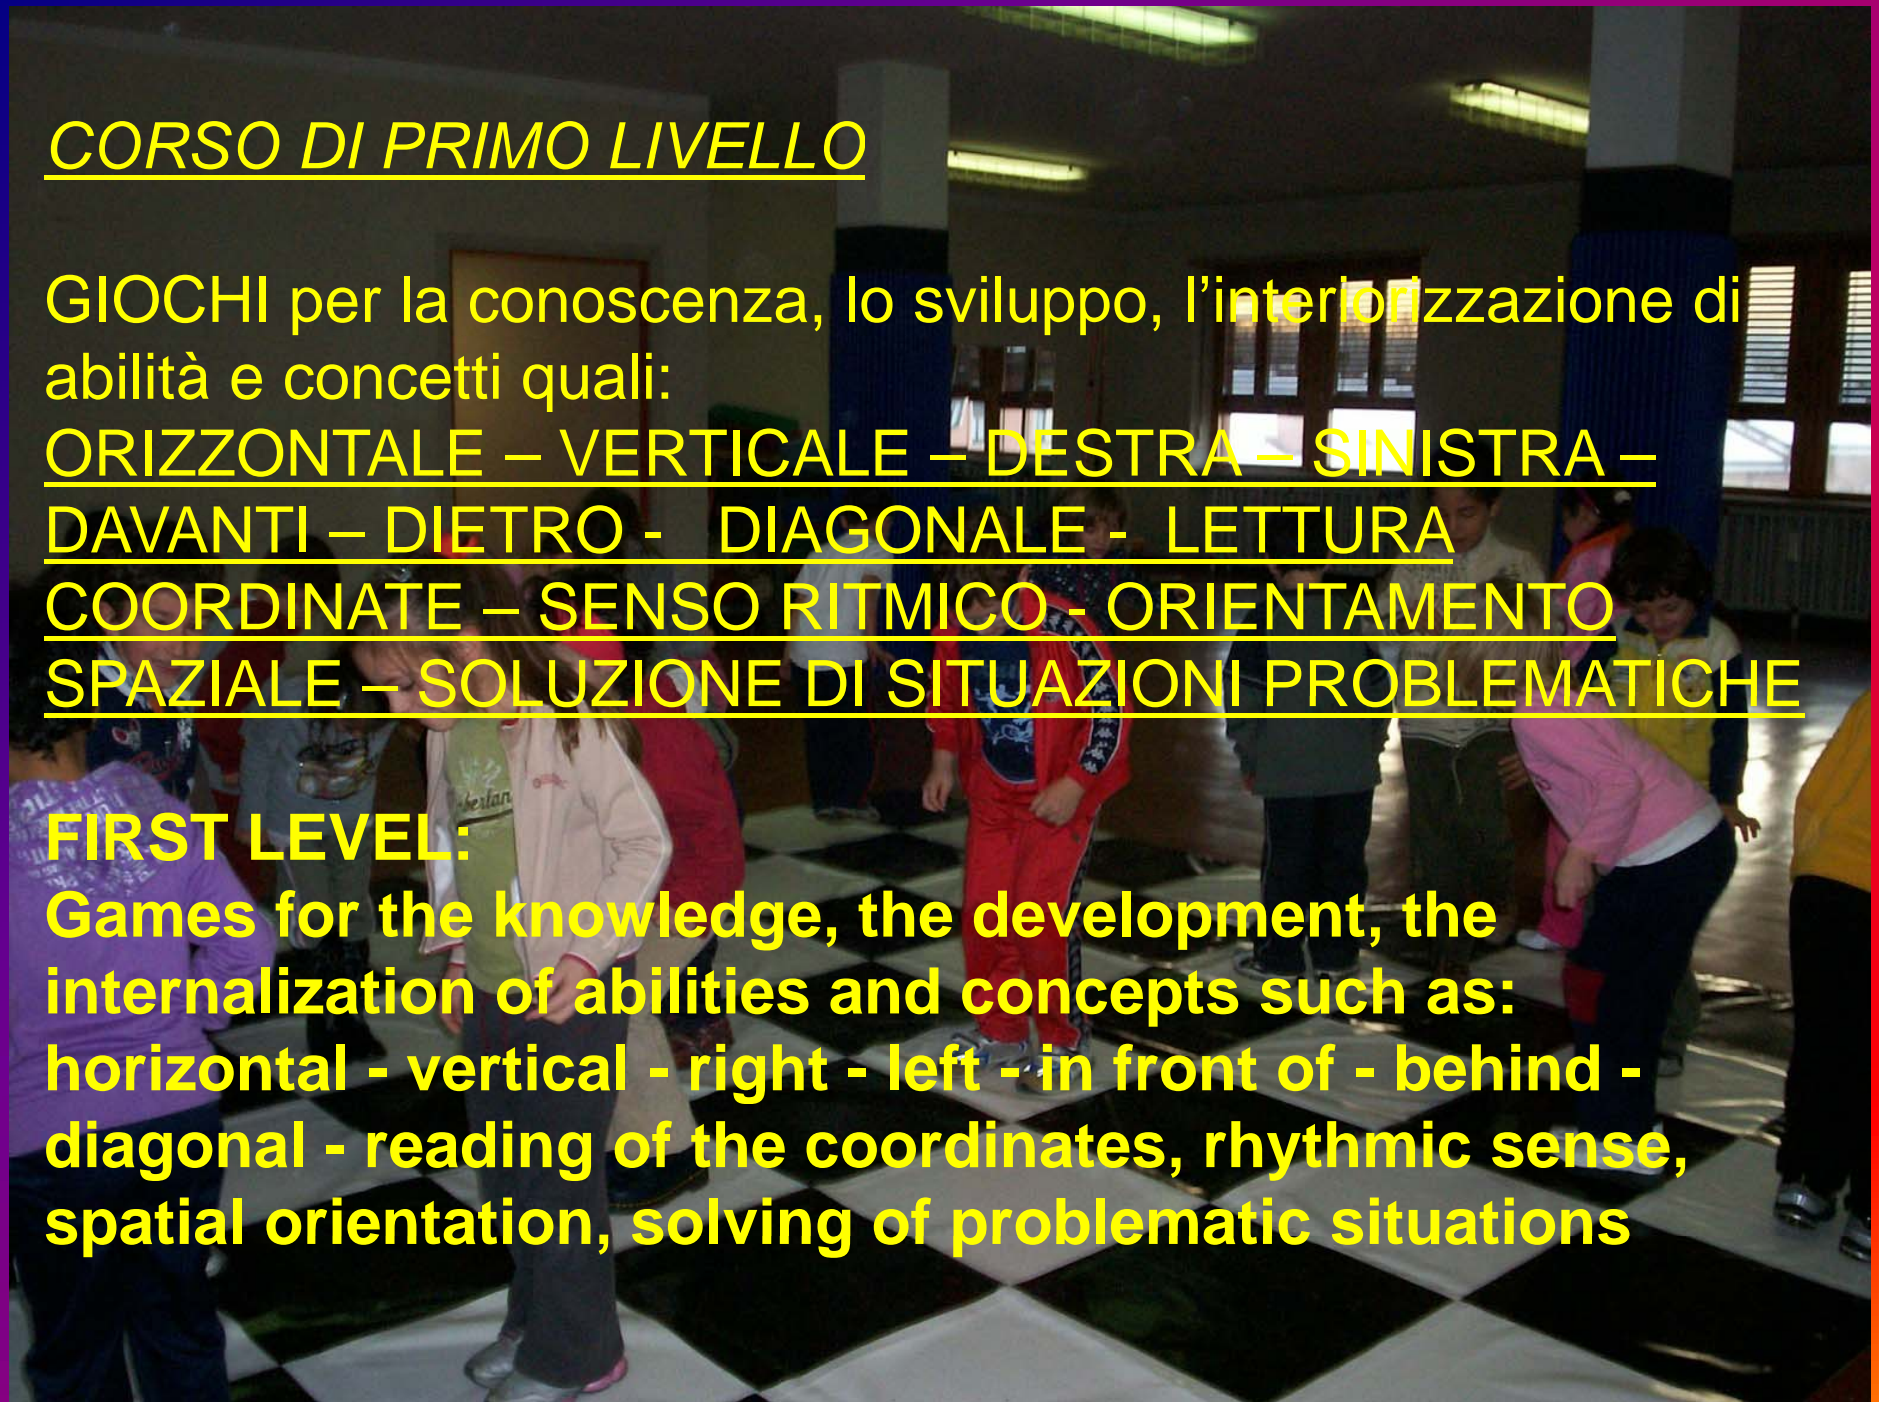 CORSO DI PRIMO LIVELLO
GIOCHI per la conoscenza, lo sviluppo, l’interiorizzazione di
abilità e concetti quali:
ORIZZONTALE – VERTICALE – DESTRA – SINISTRA –
DAVANTI – DIETRO - DIAGONALE - LETTURA
COORDINATE – SENSO RITMICO - ORIENTAMENTO
SPAZIALE – SOLUZIONE DI SITUAZIONI PROBLEMATICHE
FIRST LEVEL:
Games for the knowledge, the development, the
internalization of abilities and concepts such as:
horizontal - vertical - right - left - in front of - behind -
diagonal - reading of the coordinates, rhythmic sense,
spatial orientation, solving of problematic situations